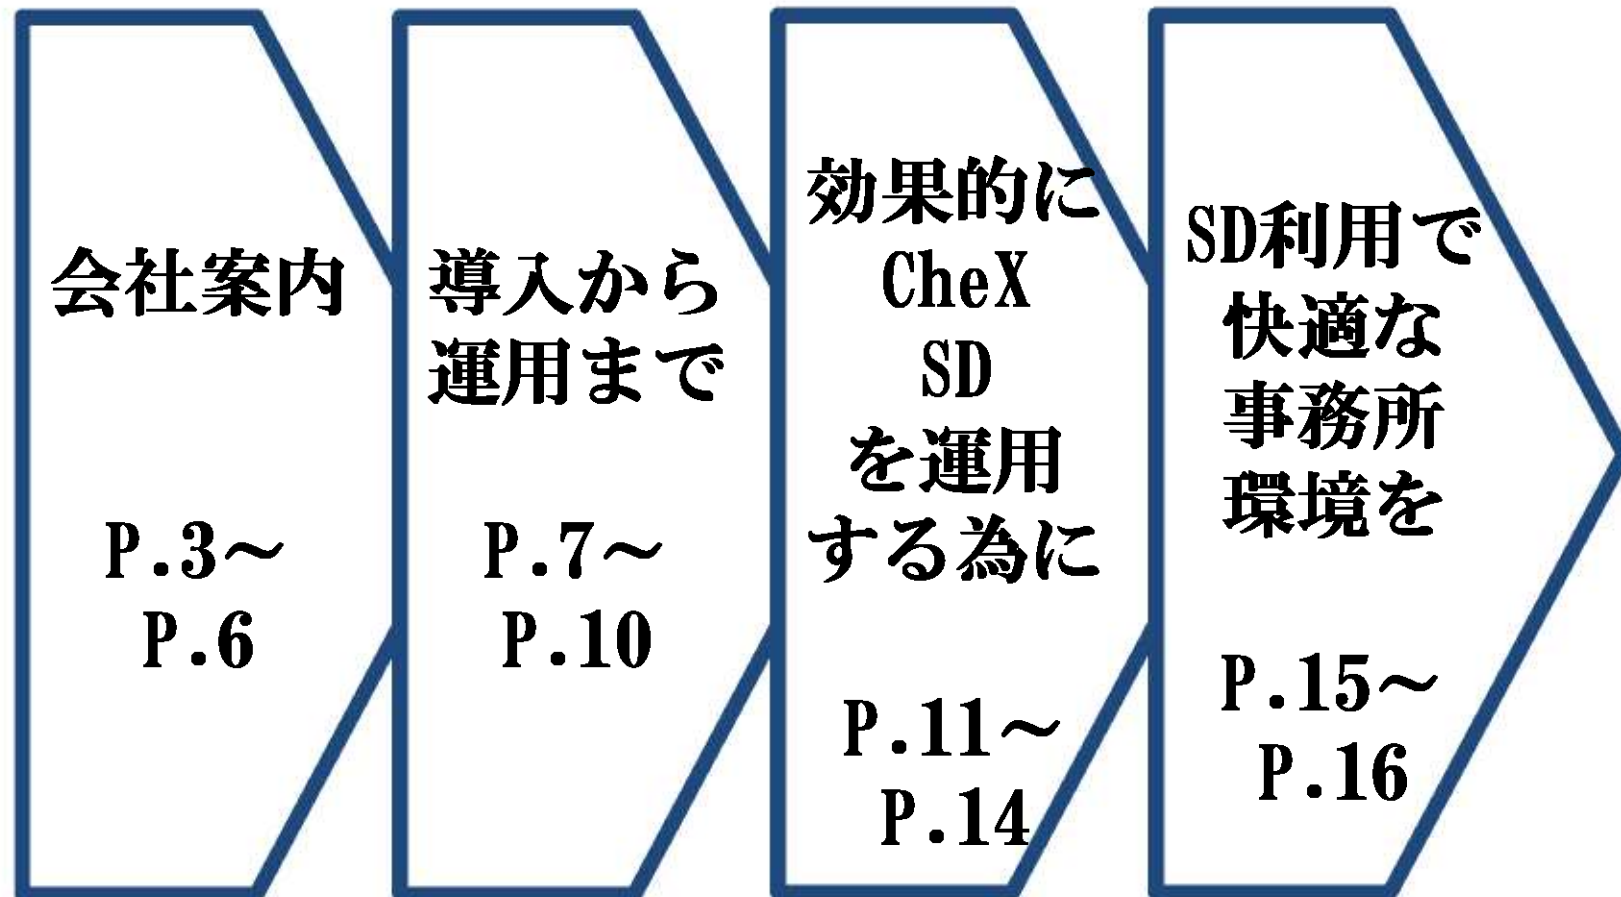 会社案内
P.3～
P.6
導入から
運用まで
P.7～
P.10
効果的に
CheX
SD
を運用
する為に
P.11～
P.14
SD利用で
快適な
事務所
環境を
P.15～
P.16